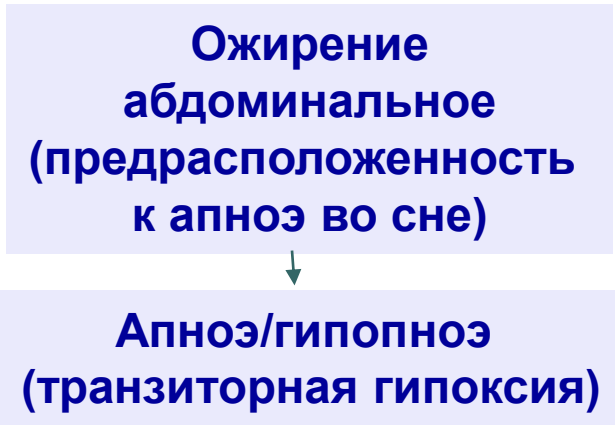 Ожирение
абдоминальное
(предрасположенность
к апноэ во сне)
Апноэ/гипопноэ
(транзиторная гипоксия)